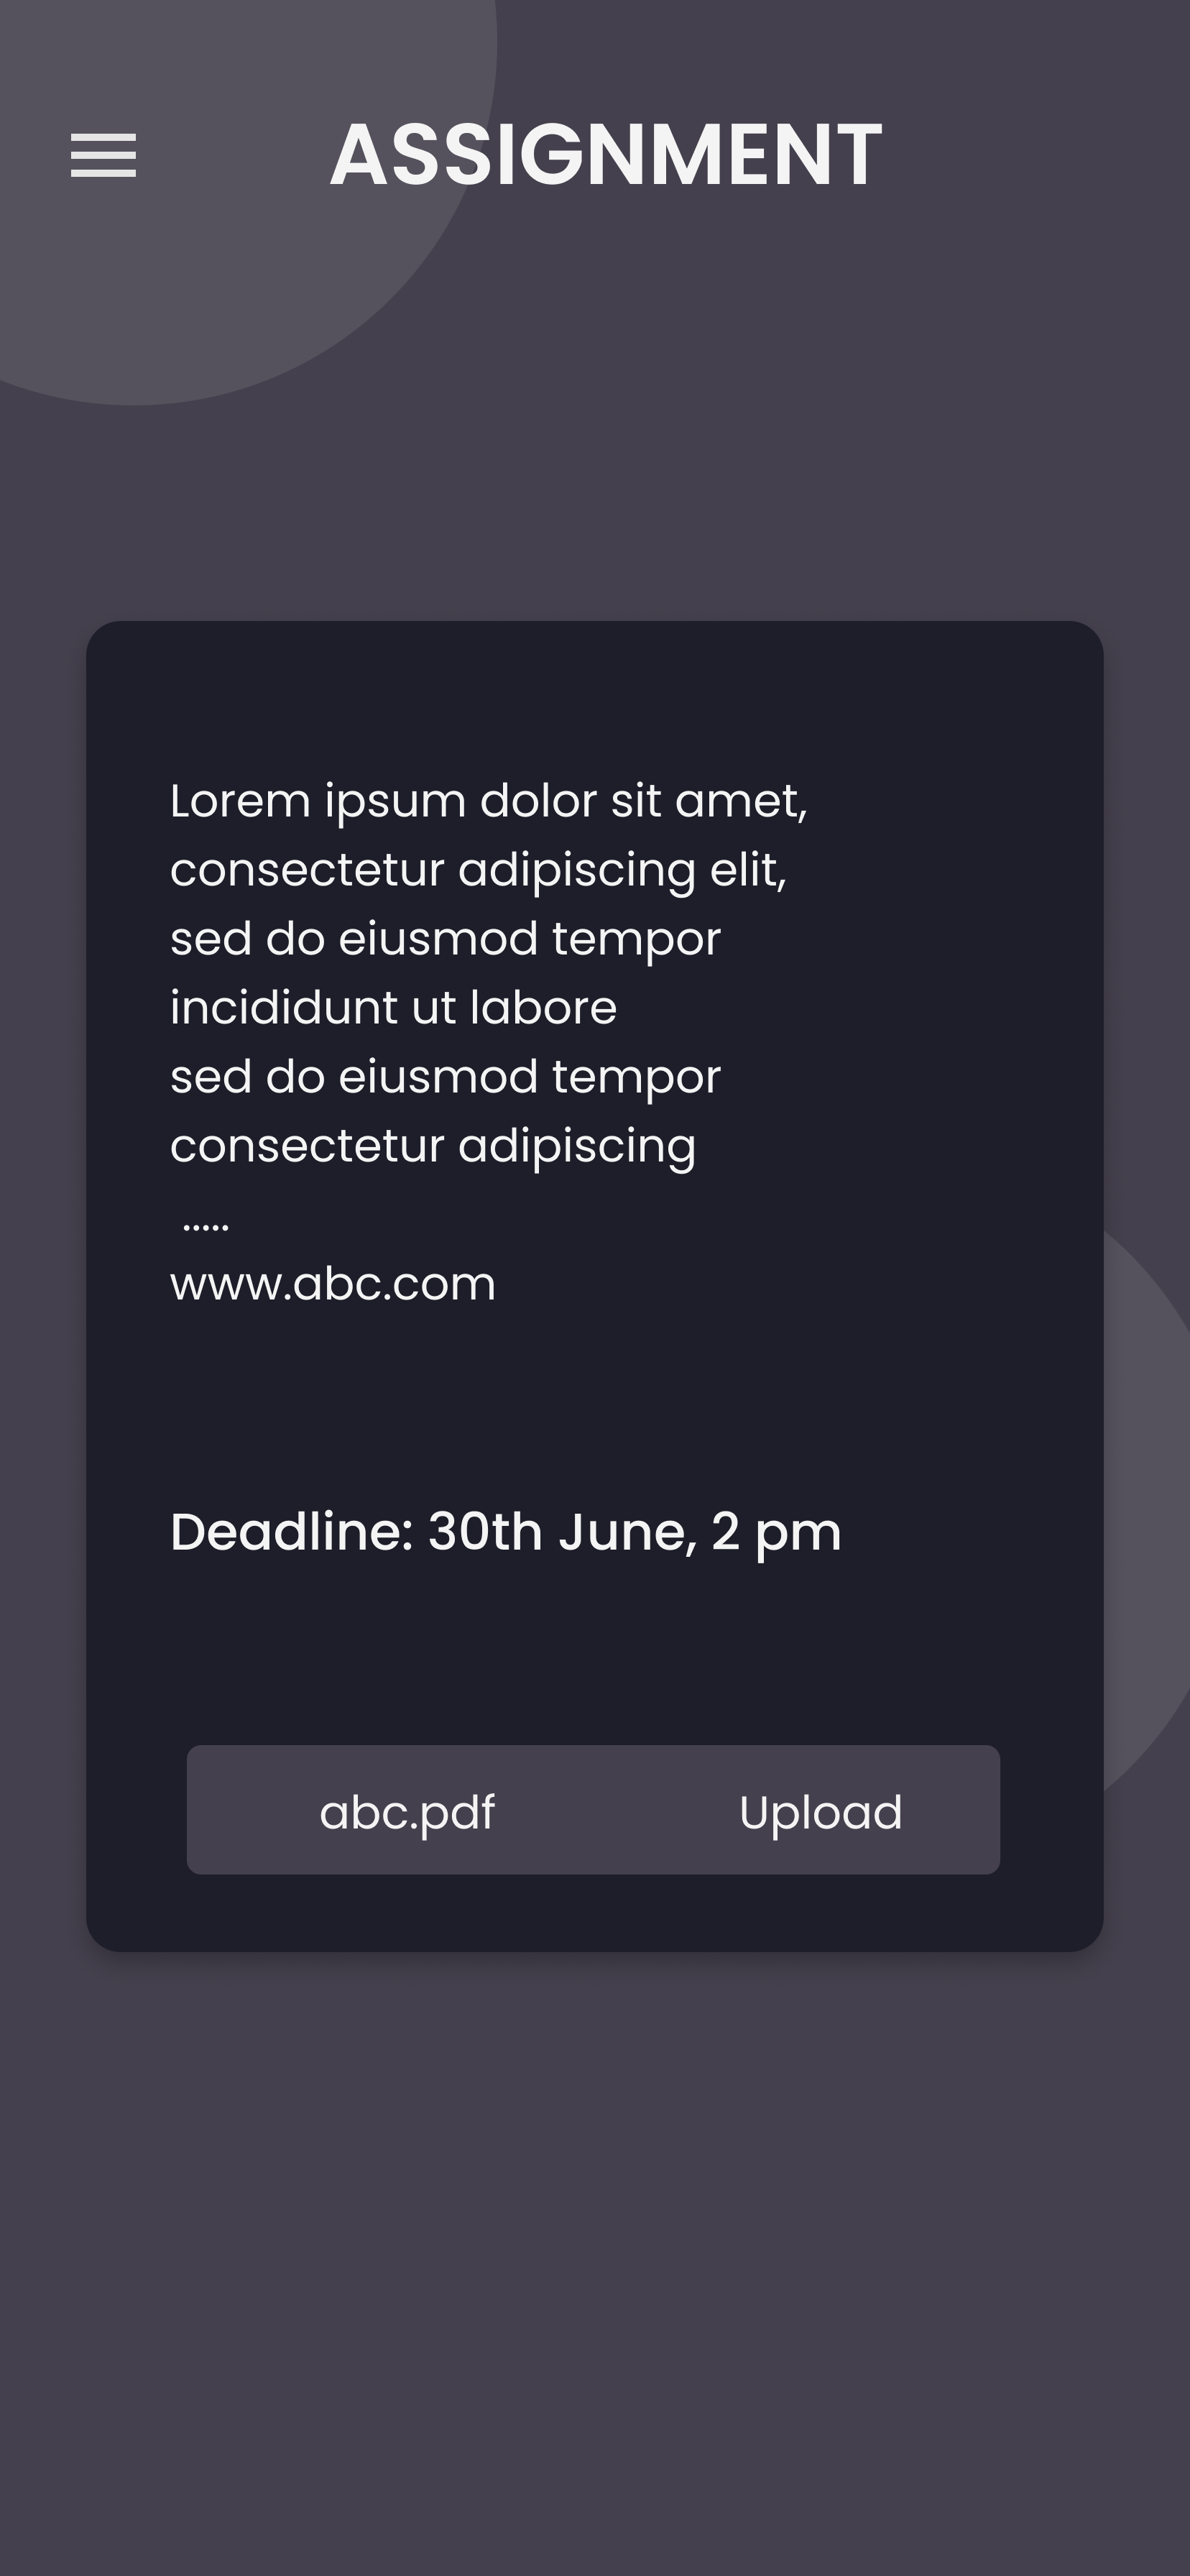 ASSIGNMENT
Lorem ipsum dolor sit amet,
consectetur adipiscing elit,
sed do eiusmod tempor
incididunt ut labore
sed do eiusmod tempor
consectetur adipiscing
.....
www.abc.com
Deadline: 30th June, 2 pm
abc.pdf Upload